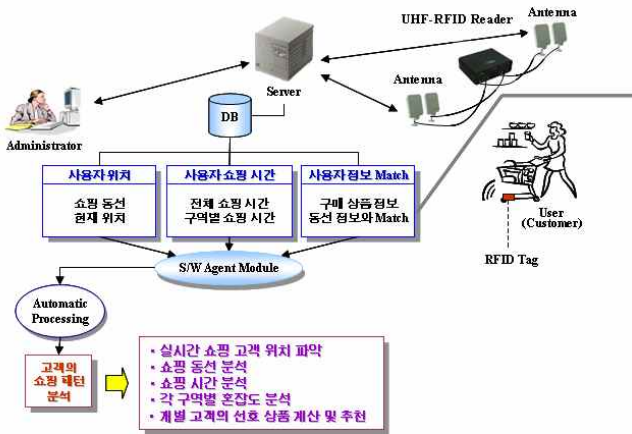 UHF-RFID Reader
Antenna
Antenna
Server
Administrator
DB
사용자 위치
쇼핑 동선
현재 위치
사용자 쇼핑 시간
전체 쇼핑 시간
구역별 쇼핑 시간
사용자 정보 Match
구매 상품 정보
동선 정보와 Match
User
(Customer)
RFID Tag
S/W Agent Module
Automatic
Processing
고객의
쇼핑 패턴
분석
· 실시간 쇼핑 고객 위치 파악
· 쇼핑 동선 분석
· 쇼핑 시간 분석
· 각 구역별 혼잡도 분석
· 개별 고객의 선호 상품 계산 및 추천